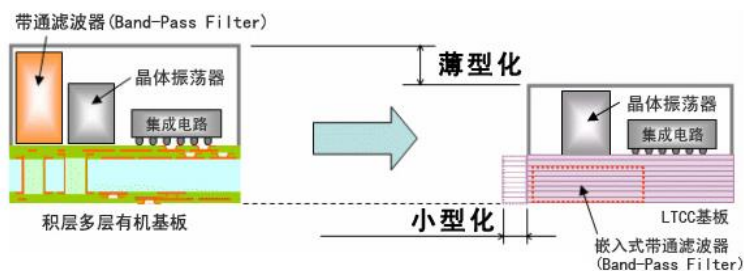 带通滤波器(Band-Pass Filter)
晶体振荡器
集成电路
积层多层有机基板
薄型化
小型化
晶体振荡器
集成电路
LTCC基板
嵌入式带通滤波器
(Band-Pass Filter)